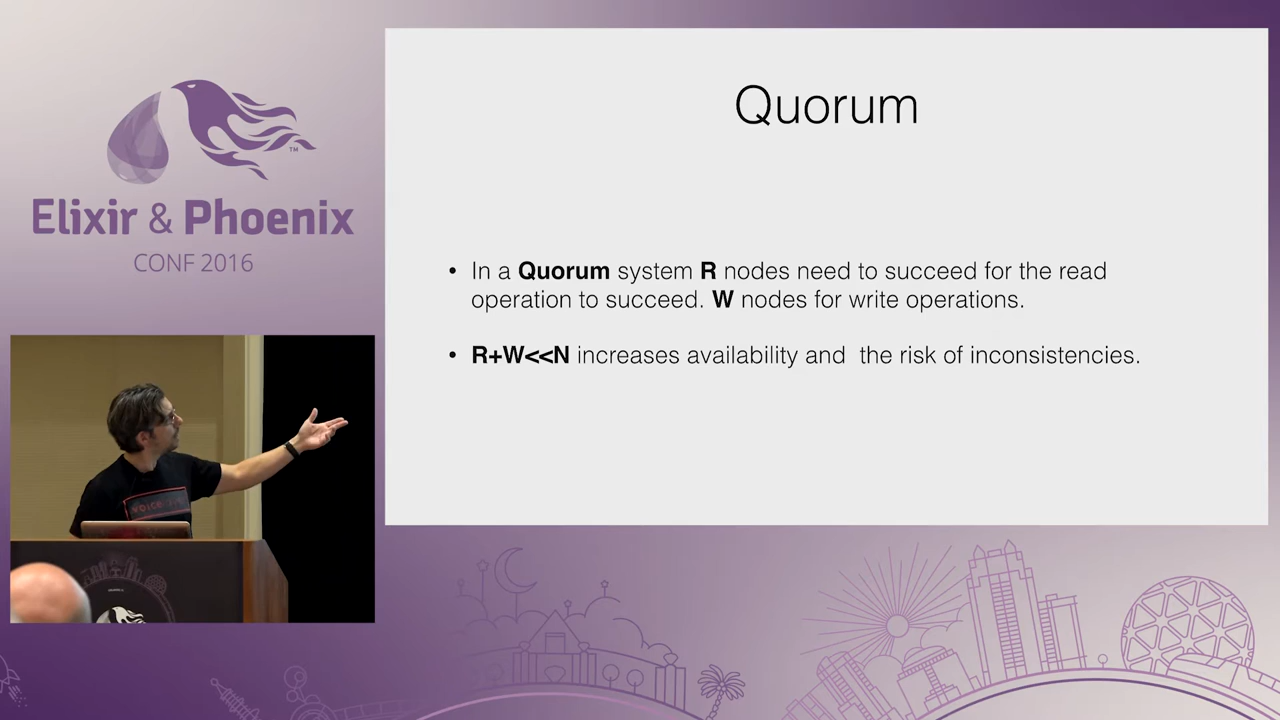 Elixir & Phoenix
™
CONF 2016
Quorum
• In a Quorum system R nodes need to succeed for the read
operation to succeed. W nodes for write operations.
• R+W<<N increases availability and the risk of inconsistencies.